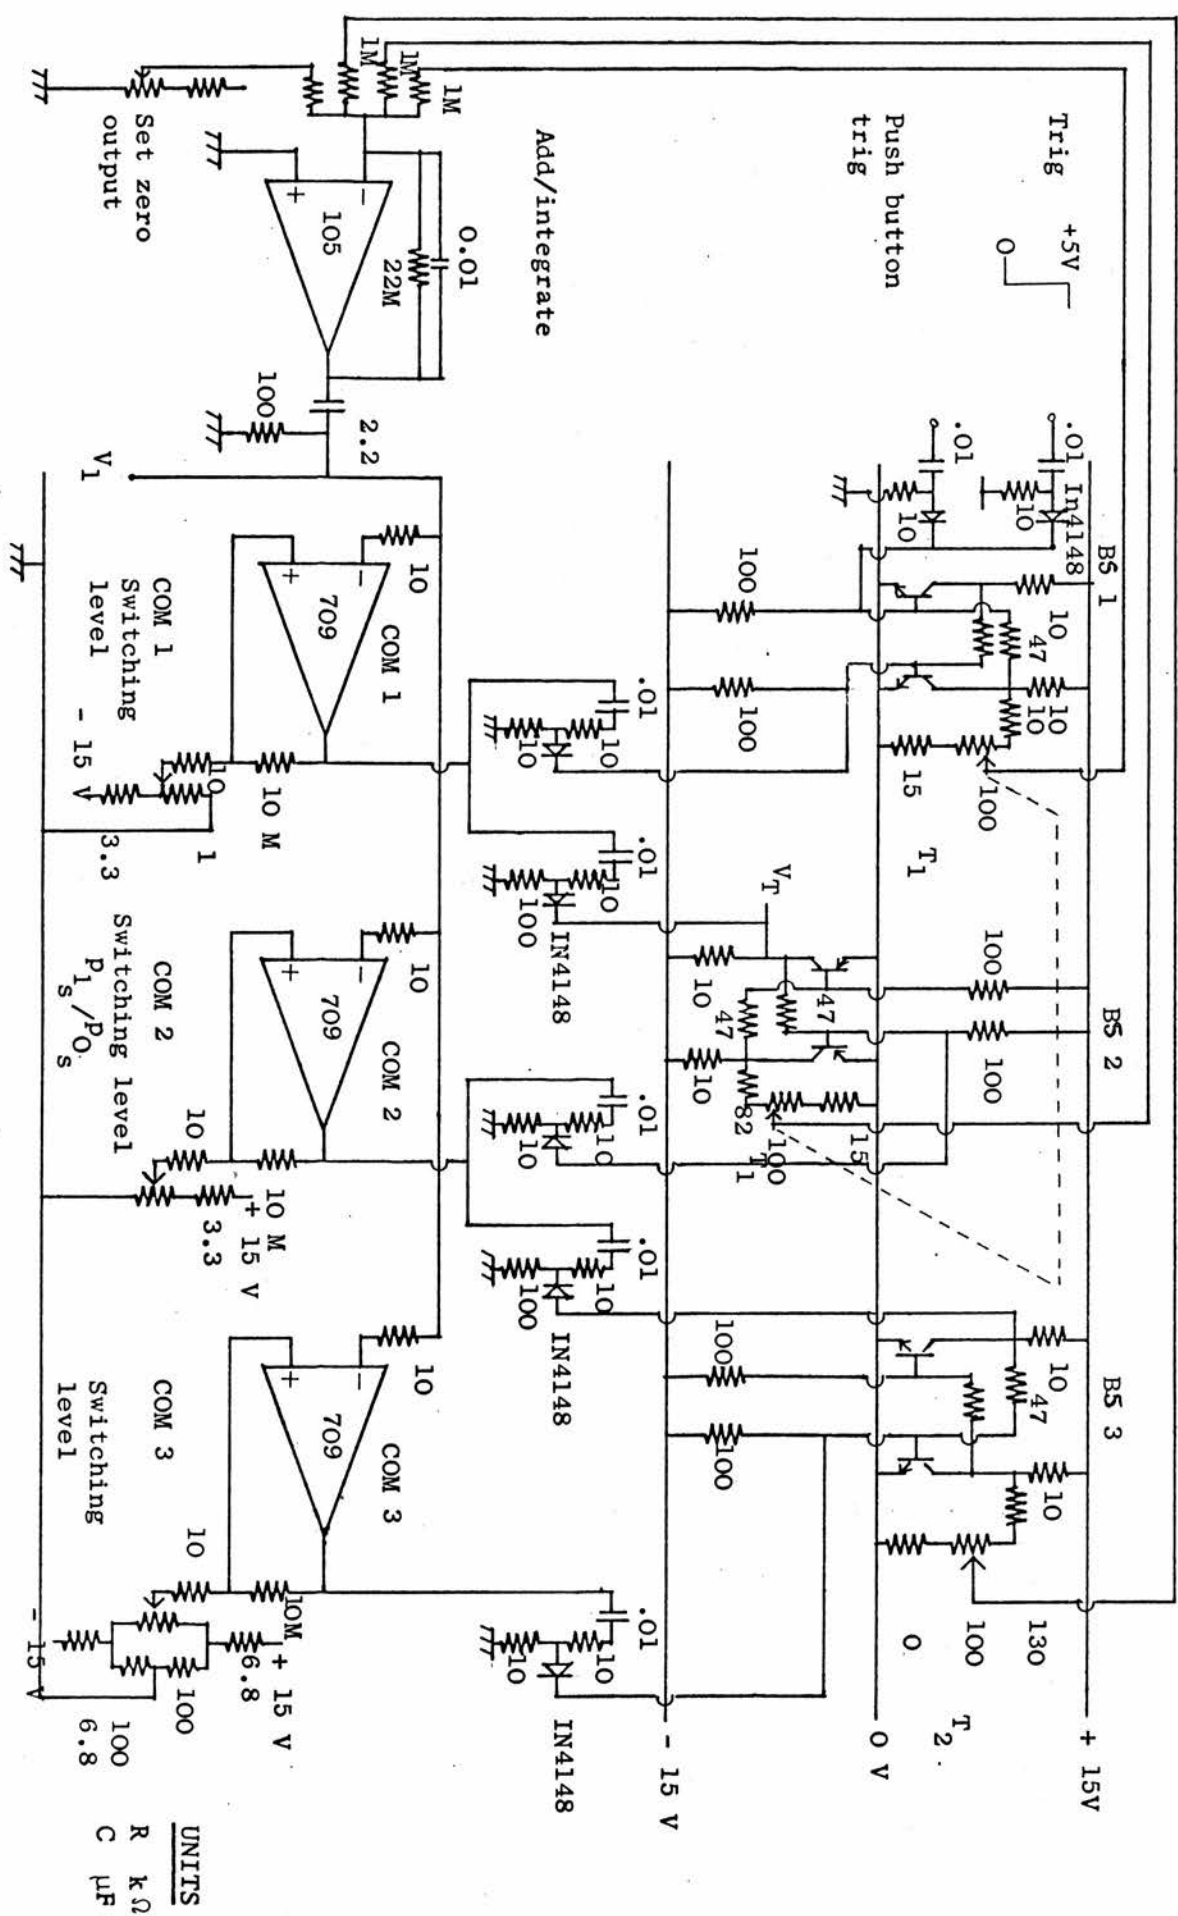 Trig
+5V
0
Push button
trig
Add/integrate
1M
1M
1M
Set zero
output
105
0.01
22M
100
2.2
V1
.01
.01
In4148
10
10
BS 1
10
47
10
10
100
100
15
100
T1
BS 2
100
100
VT
10
47
47
10
82
100
15
T1
BS 3
10
47
10
100
100
130
100
0
T2
+ 15V
0 V
- 15 V
.01
10
10
.01
10
100
IN4148
.01
10
10
.01
10
100
IN4148
.01
10
10
IN4148
10
709
COM 1
COM 1
Switching
level
- 15 V
10
10 M
1
3.3
10
709
COM 2
COM 2
Switching level
p1s/p0s
10
10 M
+ 15 V
3.3
10
709
COM 3
COM 3
Switching
level
10
10M
+ 15 V
6.8
100
100
6.8
- 15 V
UNITS
R kΩ
C μF